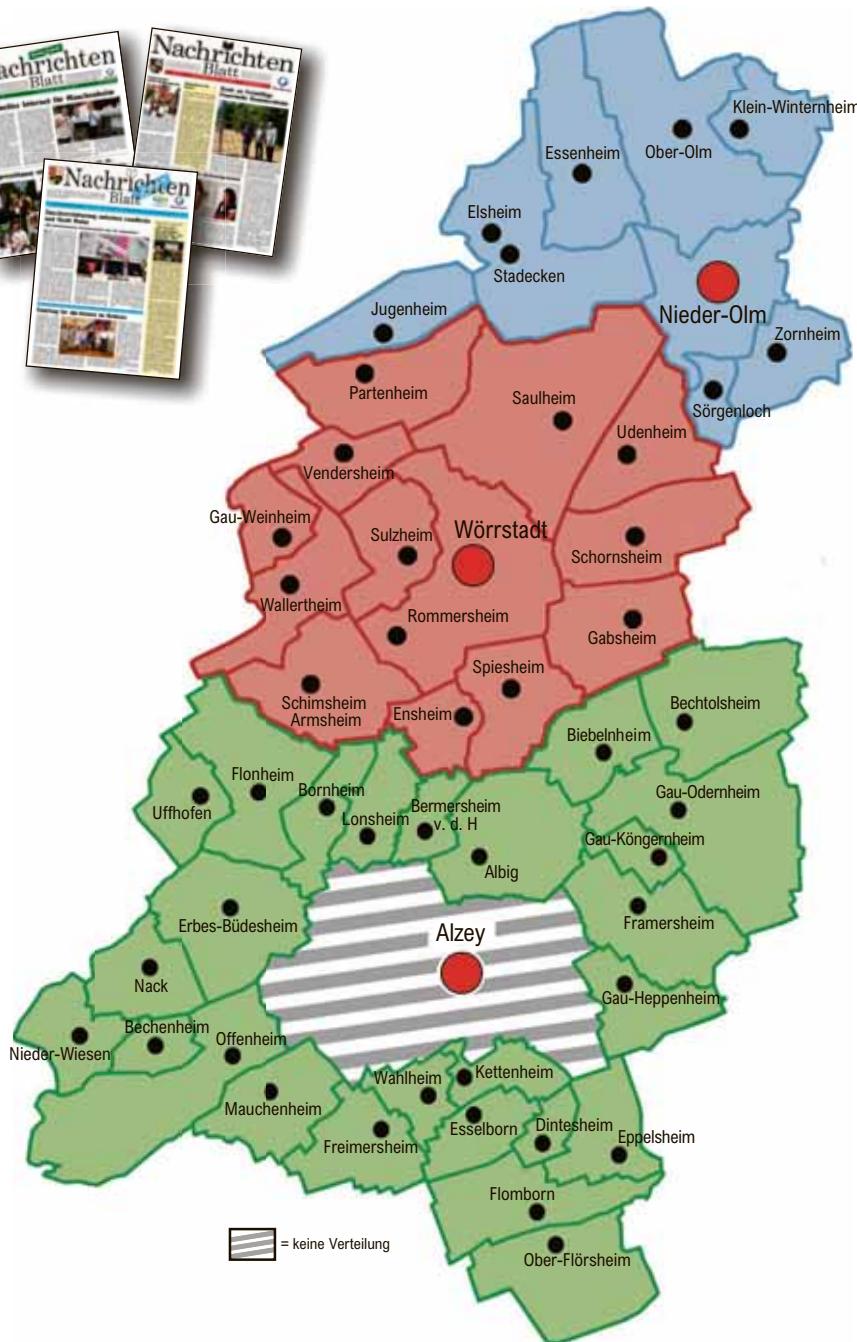 Nachrichten
Blatt
Nachrichten
Blatt
Nachrichten
Blatt
Klein-Winternheim
Ober-Olm
Essenheim
Elsheim
Stadecken
Nieder-Olm
Jugenheim
Zornheim
Sörgenloch
Partenheim
Saulheim
Udenheim
Vendersheim
Gau-Weinheim
Sulzheim
Wörrstadt
Schornsheim
Wallertheim
Rommersheim
Gabsheim
Spiesheim
Schimsheim
Armsheim
Ensheim
Bechtolsheim
Biebelnheim
Flonheim
Bornheim
Uffhofen
Lonsheim
Bermersheim
v. d. H
Gau-Odernheim
Gau-Köngernheim
Albig
Erbes-Büdesheim
Framersheim
Alzey
Nack
Gau-Heppenheim
Bechenheim
Offenheim
Nieder-Wiesen
Wahlheim
Kettenheim
Mauchenheim
Esselborn
Dintesheim
Freimersheim
Eppelsheim
Flomborn
= keine Verteilung
Ober-Flörsheim